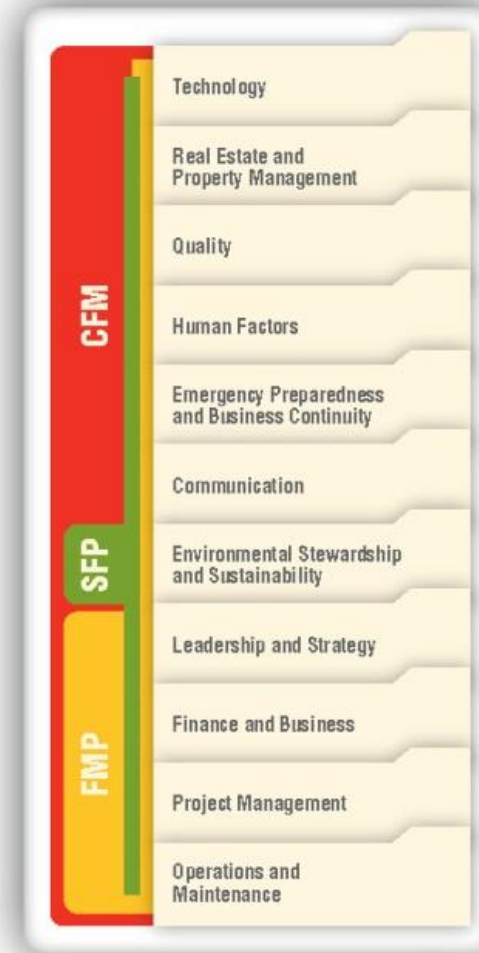 Technology
Real Estate and
Property Management
Quality
CFM
Human Factors
Emergency Preparedness
and Business Continuity
Communication
SFP
Environmental Stewardship
and Sustainability
Leadership and Strategy
Finance and Business
FMP
Project Management
Operations and
Maintenance